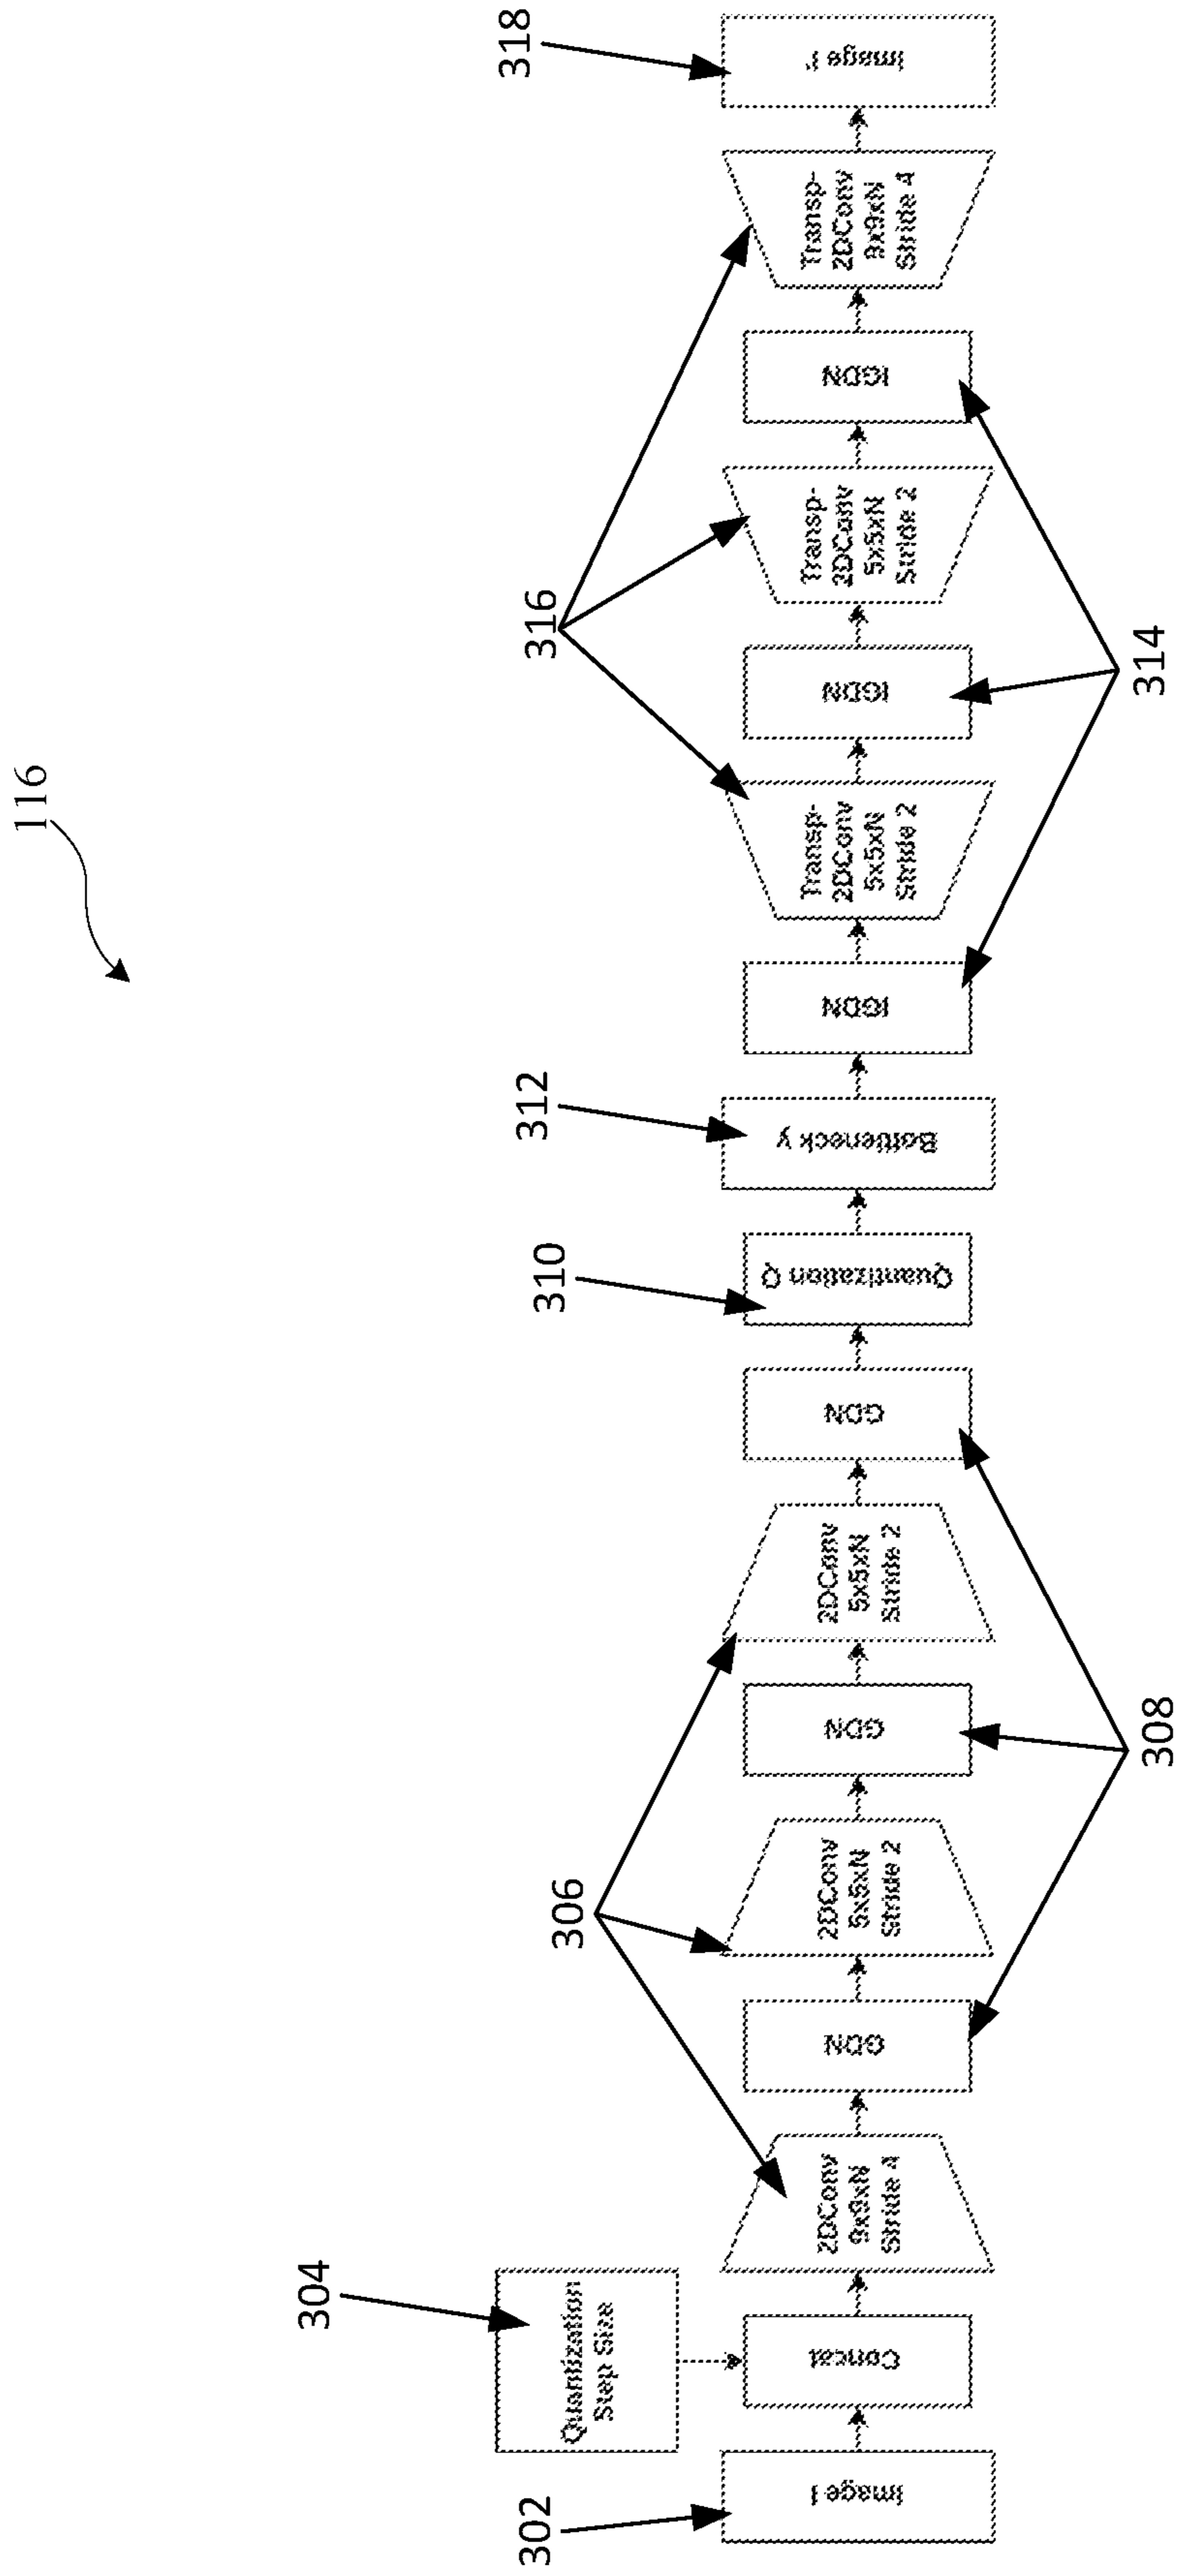 116
302
Image I
304
Quantization
Step Size
Concat
306
2DConv
9x9xN
Stride 4
GDN
2DConv
5x5xN
Stride 2
GDN
2DConv
5x5xN
Stride 2
GDN
308
310
Quantization Q
312
Bottleneck y
IGDN
Transp-
2DConv
5x5xN
Stride 2
IGDN
Transp-
2DConv
5x5xN
Stride 2
IGDN
Transp-
2DConv
9x9xN
Stride 4
314
316
318
Image I'